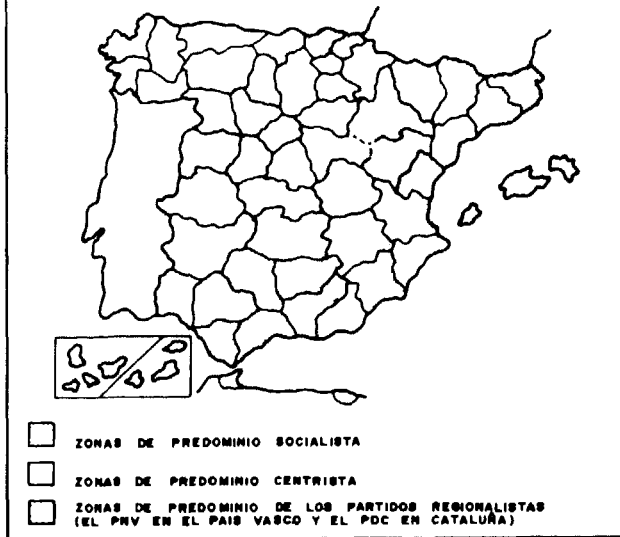 ZONAS DE PREDOMINIO SOCIALISTA
ZONAS DE PREDOMINIO CENTRISTA
ZONAS DE PREDOMINIO DE LOS PARTIDOS REGIONALISTAS
(EL PNV EN EL PAIS VASCO Y EL PDC EN CATALUÑA)